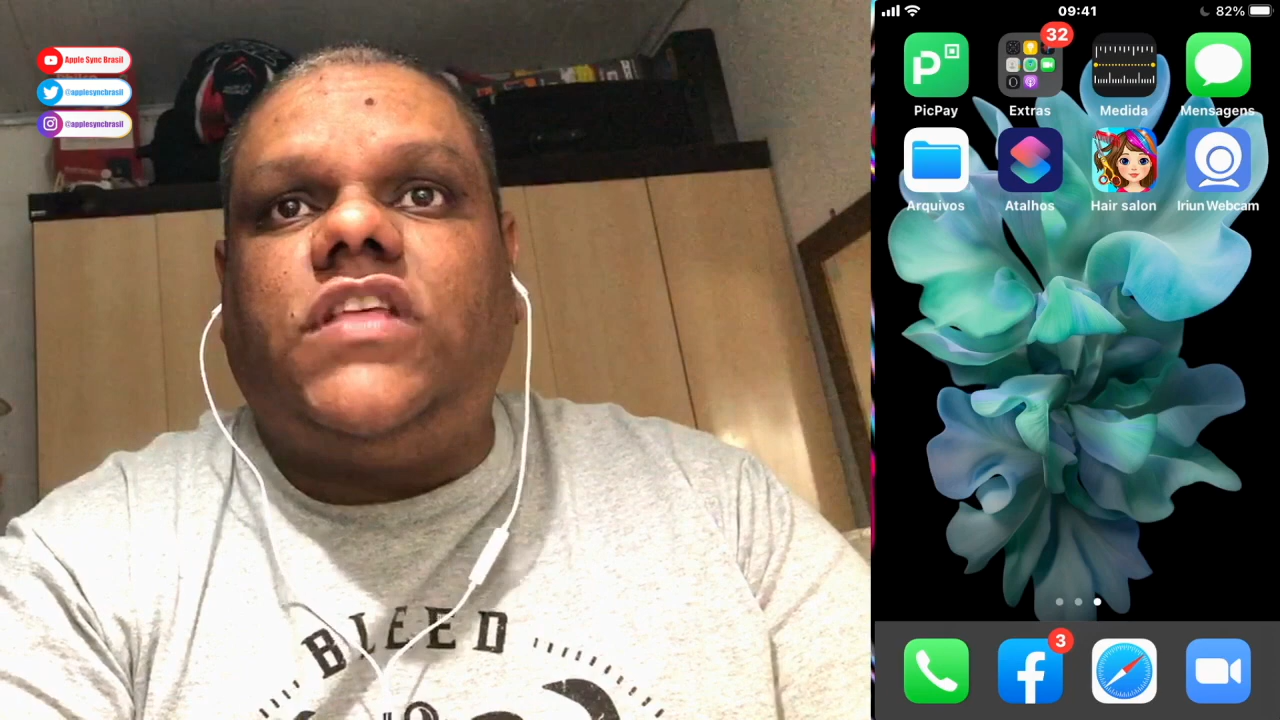 Apple Sync Brasil
@applesyncbrasil
@applesyncbrasil
BLEED
09:41
82%
32
PicPay
Extras
Medida
Mensagens
Arquivos
Atalhos
Hair salon
Iriun Webcam
3